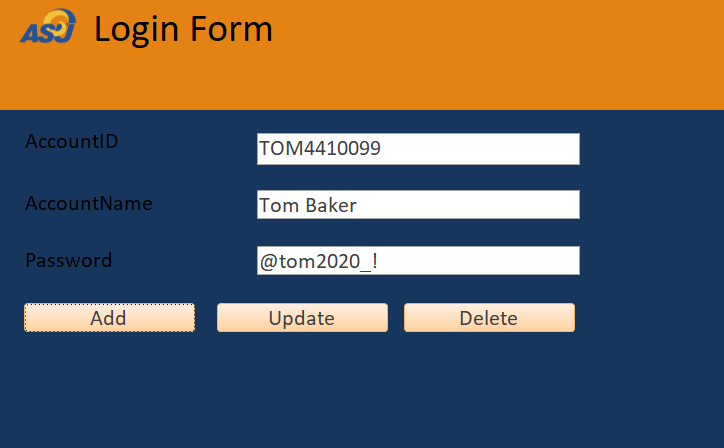 ASU Login Form
AccountID TOM4410099
AccountName Tom Baker
Password @tom2020_!
Add Update Delete